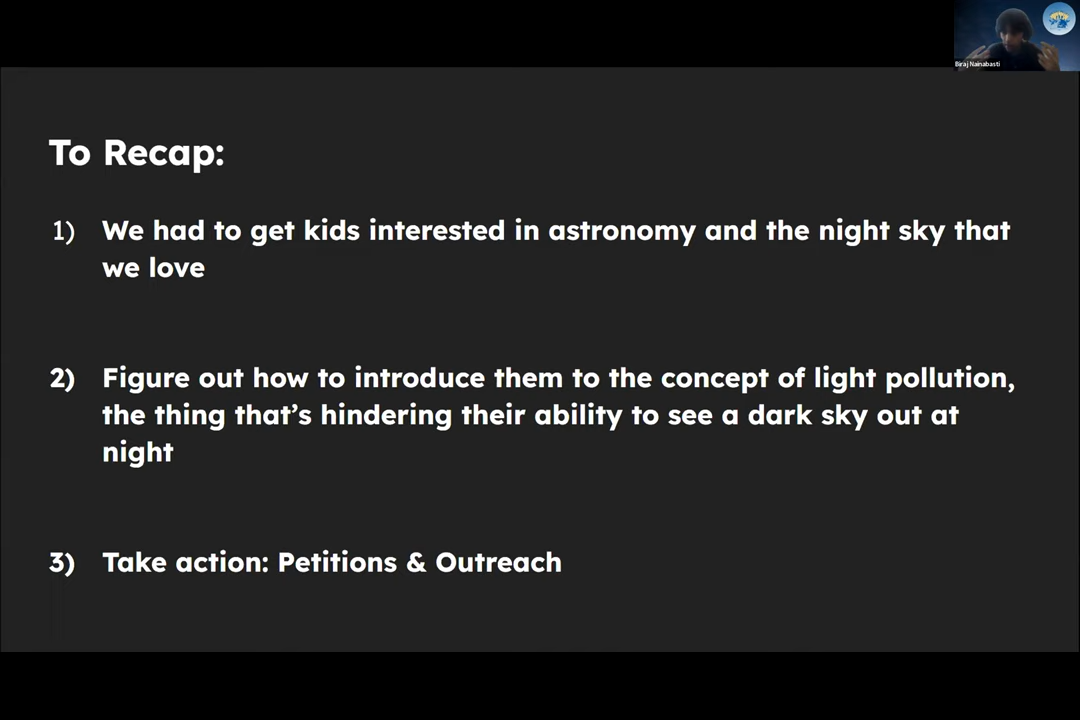 Biraj Nainabasti
To Recap:
1) We had to get kids interested in astronomy and the night sky that
we love
2) Figure out how to introduce them to the concept of light pollution,
the thing that's hindering their ability to see a dark sky out at
night
3) Take action: Petitions & Outreach